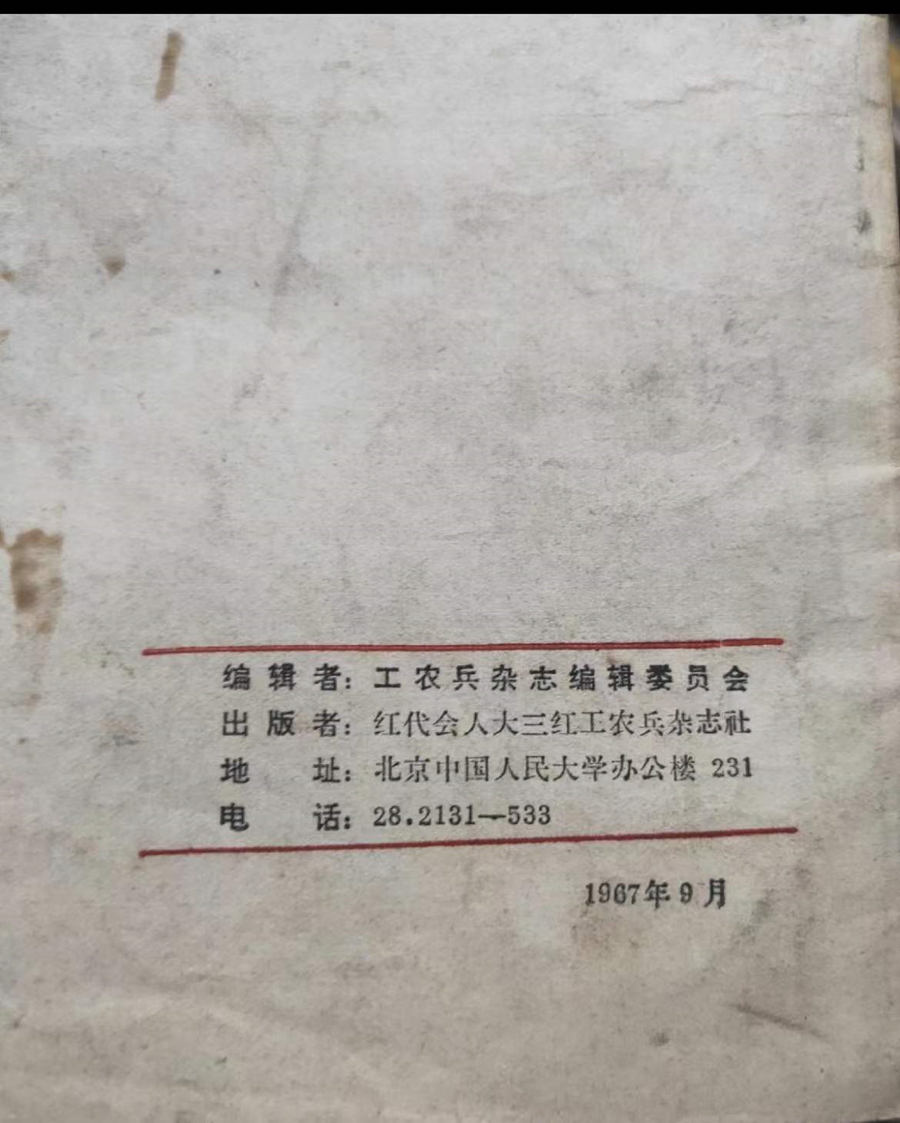 编辑者：工农兵杂志编辑委员会
出版者：红代会人大三红工农兵杂志社
地　址：北京中国人民大学办公楼 231
电　话：28.2131—533
1967年9月